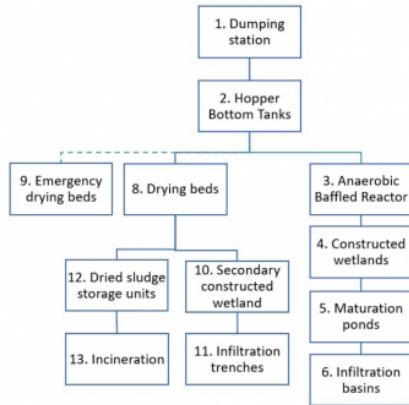 1. Dumping
station
2. Hopper
Bottom Tanks
9. Emergency
drying beds
8. Drying beds
3. Anaerobic
Baffled Reactor
4. Constructed
wetlands
12. Dried sludge
storage units
10. Secondary
constructed
wetland
5. Maturation
ponds
13. Incineration
11. Infiltration
trenches
6. Infiltration
basins